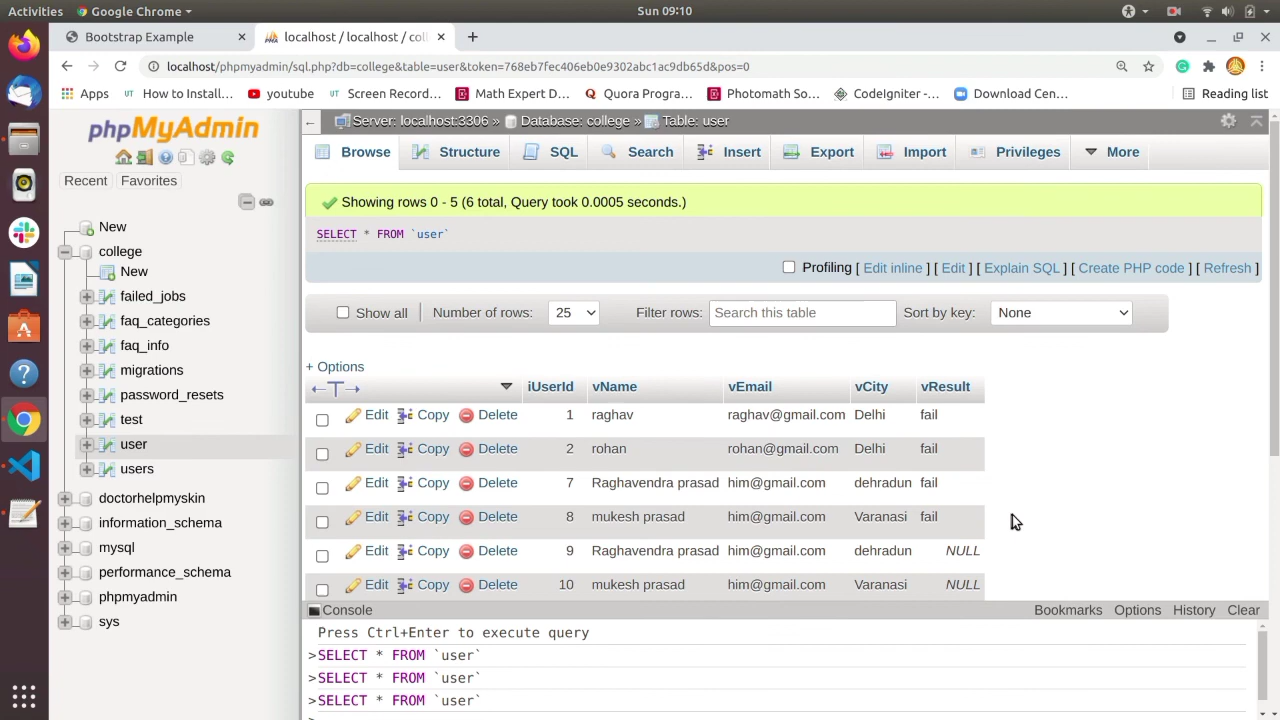 Activities Google Chrome Sun 09:10
Bootstrap Example localhost / localhost / coll
localhost/phpmyadmin/sql.php?db=college&table=user&token=768eb7fec406eb0e9302abc1ac9db65d&pos=0
Apps UT How to Install... youtube UT Screen Record... Math Expert D... Quora Progra... Photomath So... CodeIgniter -... Download Cen... Reading list
phpMyAdmin
Recent Favorites
New
college
New
failed_jobs
faq_categories
faq_info
migrations
password_resets
test
user
users
doctorhelpmyskin
information_schema
mysql
performance_schema
phpmyadmin
sys
Server: localhost:3306 » Database: college » Table: user
Browse Structure SQL Search Insert Export Import Privileges More
Showing rows 0 - 5 (6 total, Query took 0.0005 seconds.)
SELECT * FROM `user`
Profiling [ Edit inline ] [ Edit ] [ Explain SQL ] [ Create PHP code ] [ Refresh ]
Show all Number of rows: 25 Filter rows: Search this table Sort by key: None
+ Options
←T→ iUserId vName vEmail vCity vResult
Edit Copy Delete 1 raghav raghav@gmail.com Delhi fail
Edit Copy Delete 2 rohan rohan@gmail.com Delhi fail
Edit Copy Delete 7 Raghavendra prasad him@gmail.com dehradun fail
Edit Copy Delete 8 mukesh prasad him@gmail.com Varanasi fail
Edit Copy Delete 9 Raghavendra prasad him@gmail.com dehradun NULL
Edit Copy Delete 10 mukesh prasad him@gmail.com Varanasi NULL
Console Bookmarks Options History Clear
Press Ctrl+Enter to execute query
>SELECT * FROM `user`
>SELECT * FROM `user`
>SELECT * FROM `user`
>